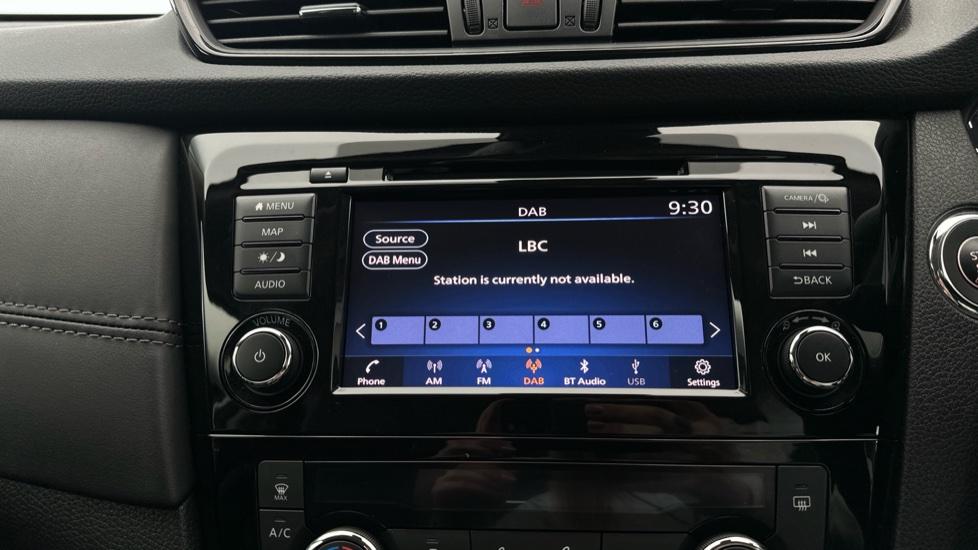 DAB
9:30
Source
DAB Menu
LBC
Station is currently not available.
1 2 3 4 5 6
Phone AM FM DAB BT Audio USB Settings
MENU
MAP
AUDIO
VOLUME
CAMERA/
BACK
OK
MAX
A/C